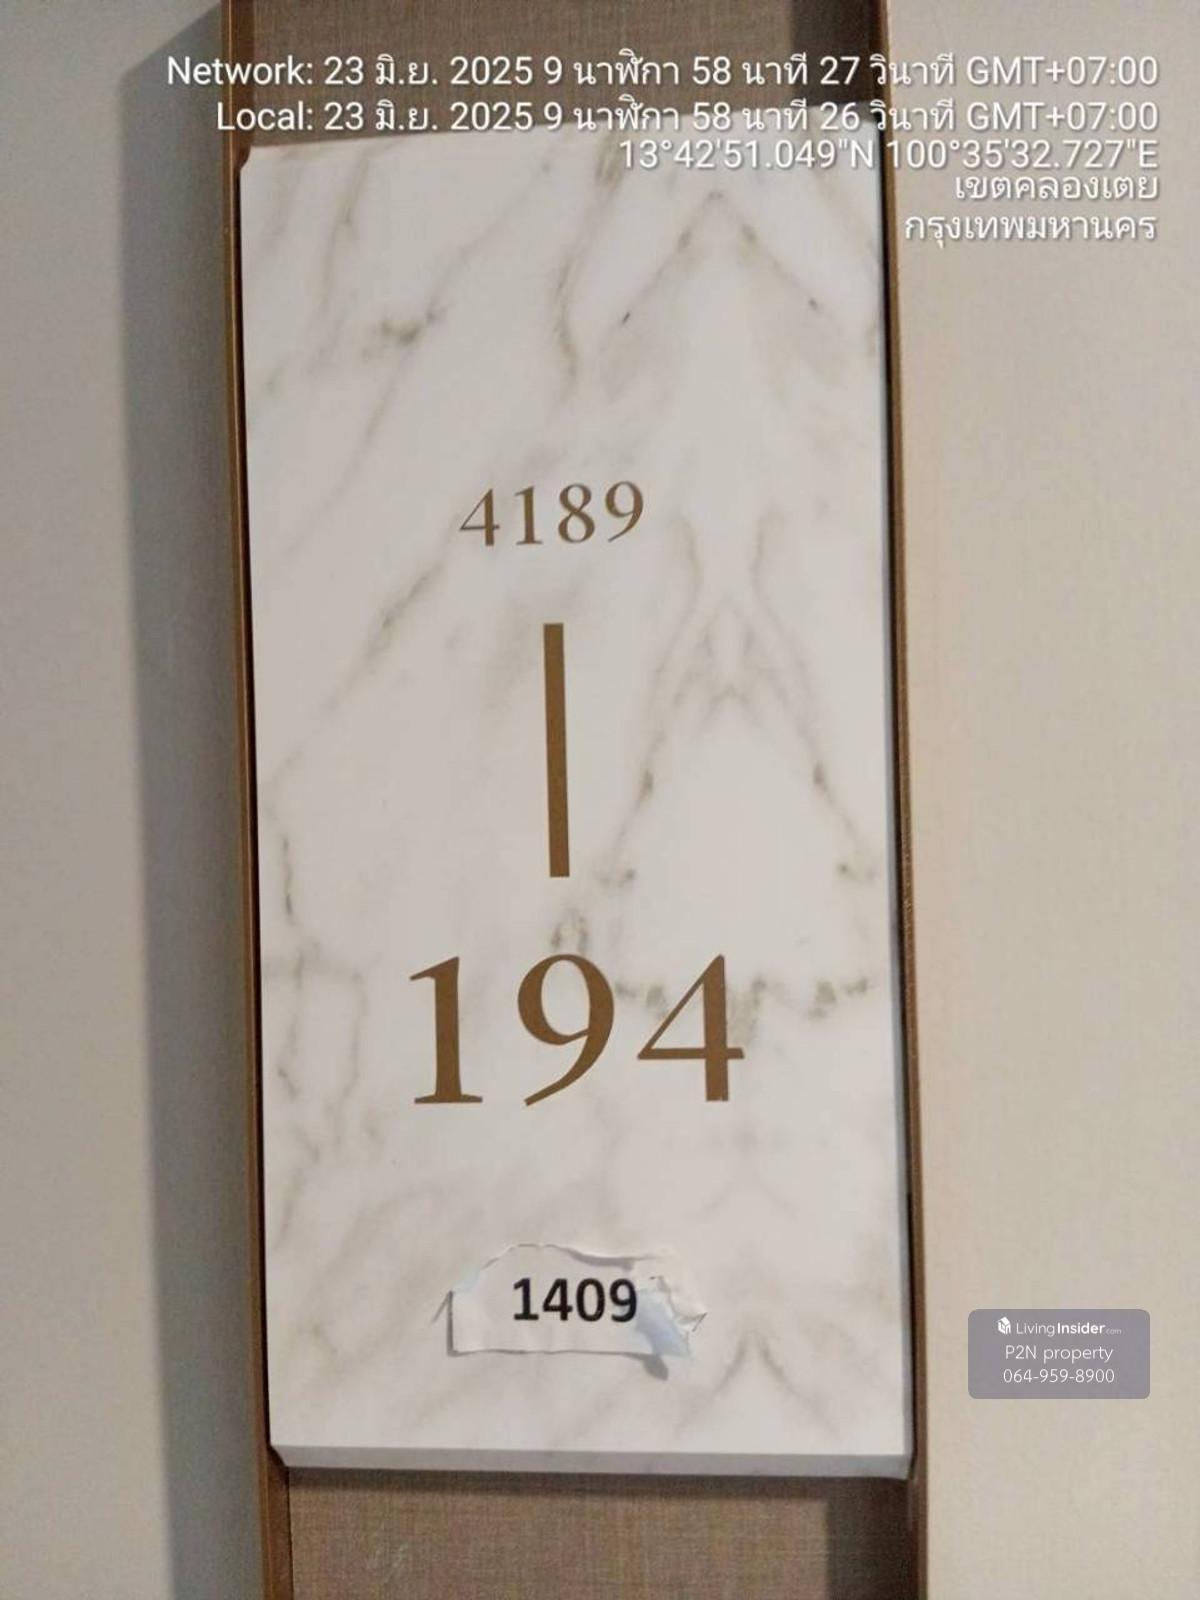 Network: 23 มิ.ย. 2025 9 นาฬิกา 58 นาที 27 วินาที GMT+07:00
Local: 23 มิ.ย. 2025 9 นาฬิกา 58 นาที 26 วินาที GMT+07:00
13°42'51.049"N 100°35'32.727"E
เขตคลองเตย
กรุงเทพมหานคร
4189
194
1409
LivingInsider.com
P2N property
064-959-8900